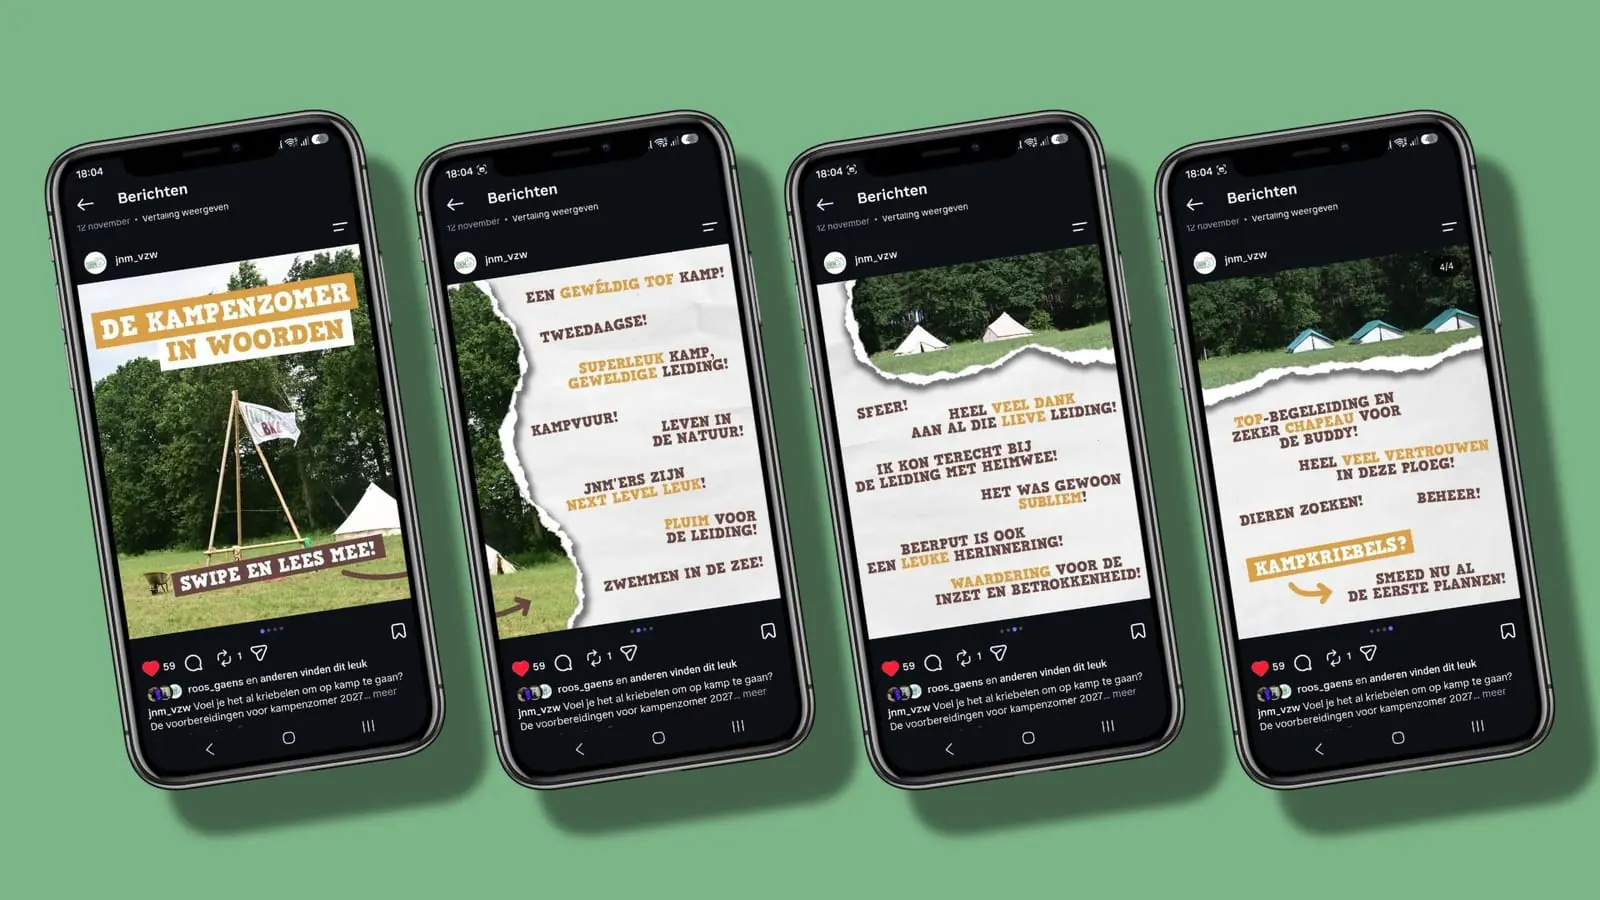 18:04
Berichten
12 november • Vertaling weergeven
jnm_vzw
DE KAMPENZOMER
IN WOORDEN
SWIPE EN LEES MEE!
59
1
roos_gaens en anderen vinden dit leuk
jnm_vzw Voel je het al kriebelen om op kamp te gaan?
De voorbereidingen voor kampenzomer 2027... meer
18:04
Berichten
12 november • Vertaling weergeven
jnm_vzw
EEN GEWÉLDIG TOF KAMP!
TWEEDAAGSE!
SUPERLEUK KAMP,
GEWELDIGE LEIDING!
KAMPVUUR!
LEVEN IN
DE NATUUR!
JNM'ERS ZIJN
NEXT LEVEL LEUK!
PLUIM VOOR
DE LEIDING!
ZWEMMEN IN DE ZEE!
59
1
roos_gaens en anderen vinden dit leuk
jnm_vzw Voel je het al kriebelen om op kamp te gaan?
De voorbereidingen voor kampenzomer 2027... meer
18:04
Berichten
12 november • Vertaling weergeven
jnm_vzw
SFEER!
HEEL VEEL DANK
AAN AL DIE LIEVE LEIDING!
IK KON TERECHT BIJ
DE LEIDING MET HEIMWEE!
HET WAS GEWOON
SUBLIEM!
BEERPUT IS OOK
EEN LEUKE HERINNERING!
WAARDERING VOOR DE
INZET EN BETROKKENHEID!
59
1
roos_gaens en anderen vinden dit leuk
jnm_vzw Voel je het al kriebelen om op kamp te gaan?
De voorbereidingen voor kampenzomer 2027... meer
18:04
Berichten
12 november • Vertaling weergeven
jnm_vzw
4/4
TOP-BEGELEIDING EN
ZEKER CHAPEAU VOOR
DE BUDDY!
HEEL VEEL VERTROUWEN
IN DEZE PLOEG!
DIEREN ZOEKEN!
BEHEER!
KAMPKRIEBELS?
SMEED NU AL
DE EERSTE PLANNEN!
59
1
roos_gaens en anderen vinden dit leuk
jnm_vzw Voel je het al kriebelen om op kamp te gaan?
De voorbereidingen voor kampenzomer 2027... meer